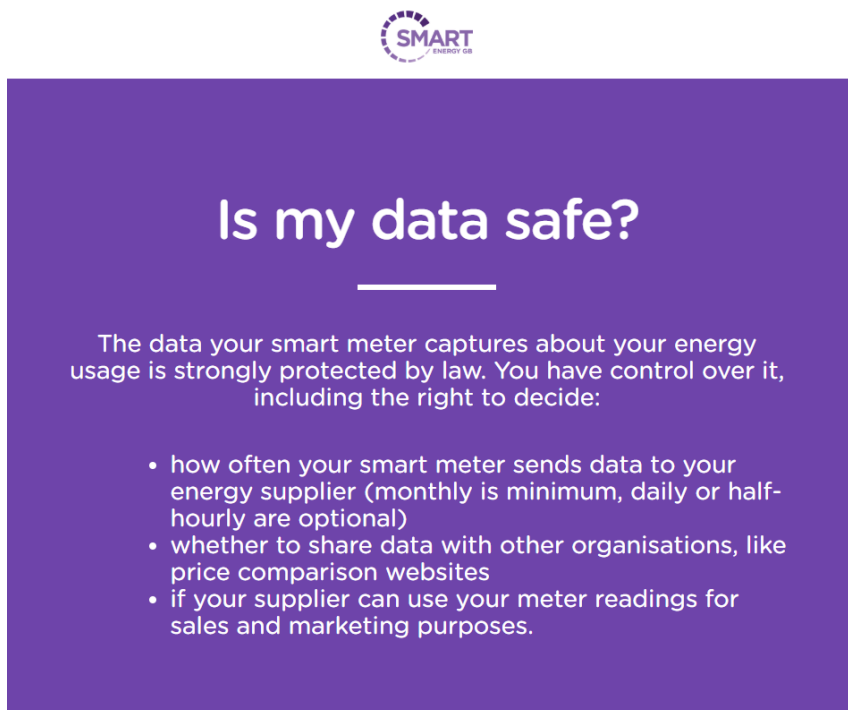 SMART
ENERGY GB
Is my data safe?
The data your smart meter captures about your energy
usage is strongly protected by law. You have control over it,
including the right to decide:
• how often your smart meter sends data to your
energy supplier (monthly is minimum, daily or half-
hourly are optional)
• whether to share data with other organisations, like
price comparison websites
• if your supplier can use your meter readings for
sales and marketing purposes.